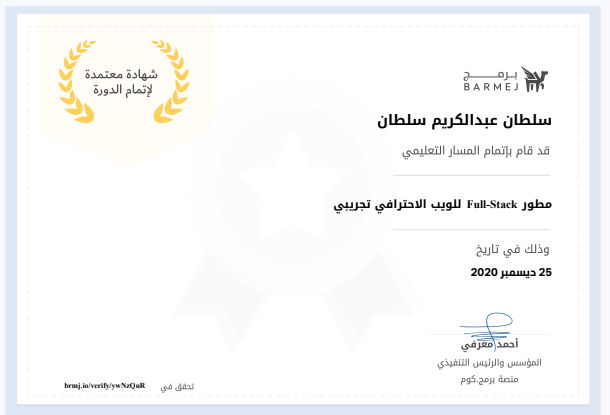 شهادة معتمدة
لإتمام الدورة
برمـــــج
BARMEJ
سلطان عبدالكريم سلطان
قد قام بإتمام المسار التعليمي
مطور Full-Stack للويب الاحترافي تجريبي
وذلك في تاريخ
25 ديسمبر 2020
أحمد معرفي
المؤسس والرئيس التنفيذي
منصة برمج.كوم
تحقق في brmj.io/verify/ywNzQuR